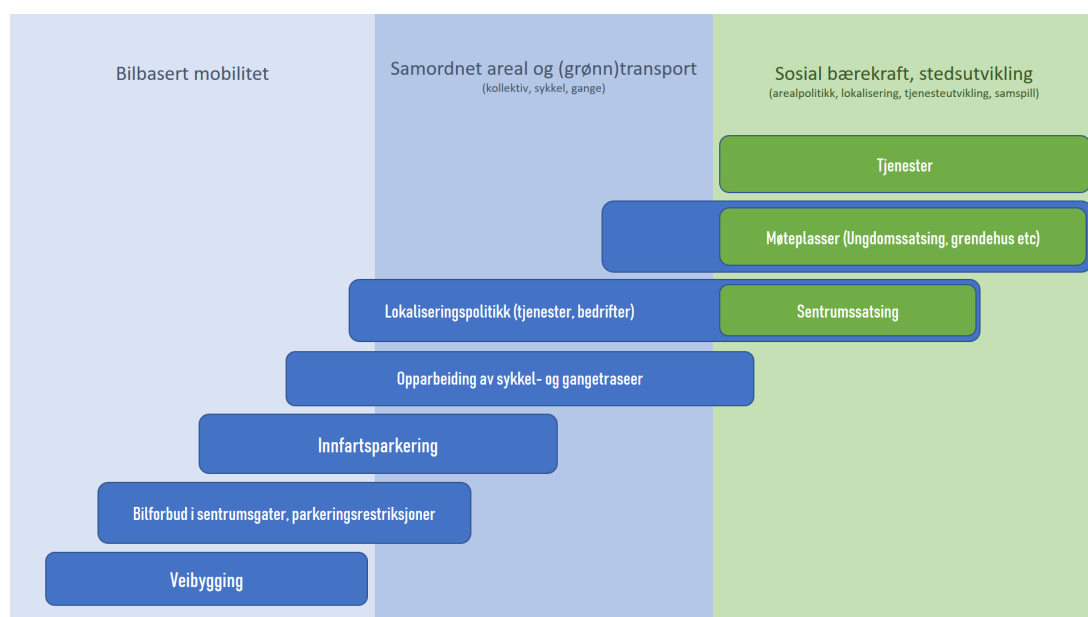 Bilbasert mobilitet
Samordnet areal og (grønn)transport
(kollektiv, sykkel, gange)
Sosial bærekraft, stedsutvikling
(arealpolitikk, lokalisering, tjenesteutvikling, samspill)
Tjenester
Møteplasser (Ungdomssatsing, grendehus etc)
Lokaliseringspolitikk (tjenester, bedrifter)
Sentrumssatsing
Opparbeiding av sykkel- og gangetraseer
Innfartsparkering
Bilforbud i sentrumsgater, parkeringsrestriksjoner
Veibygging